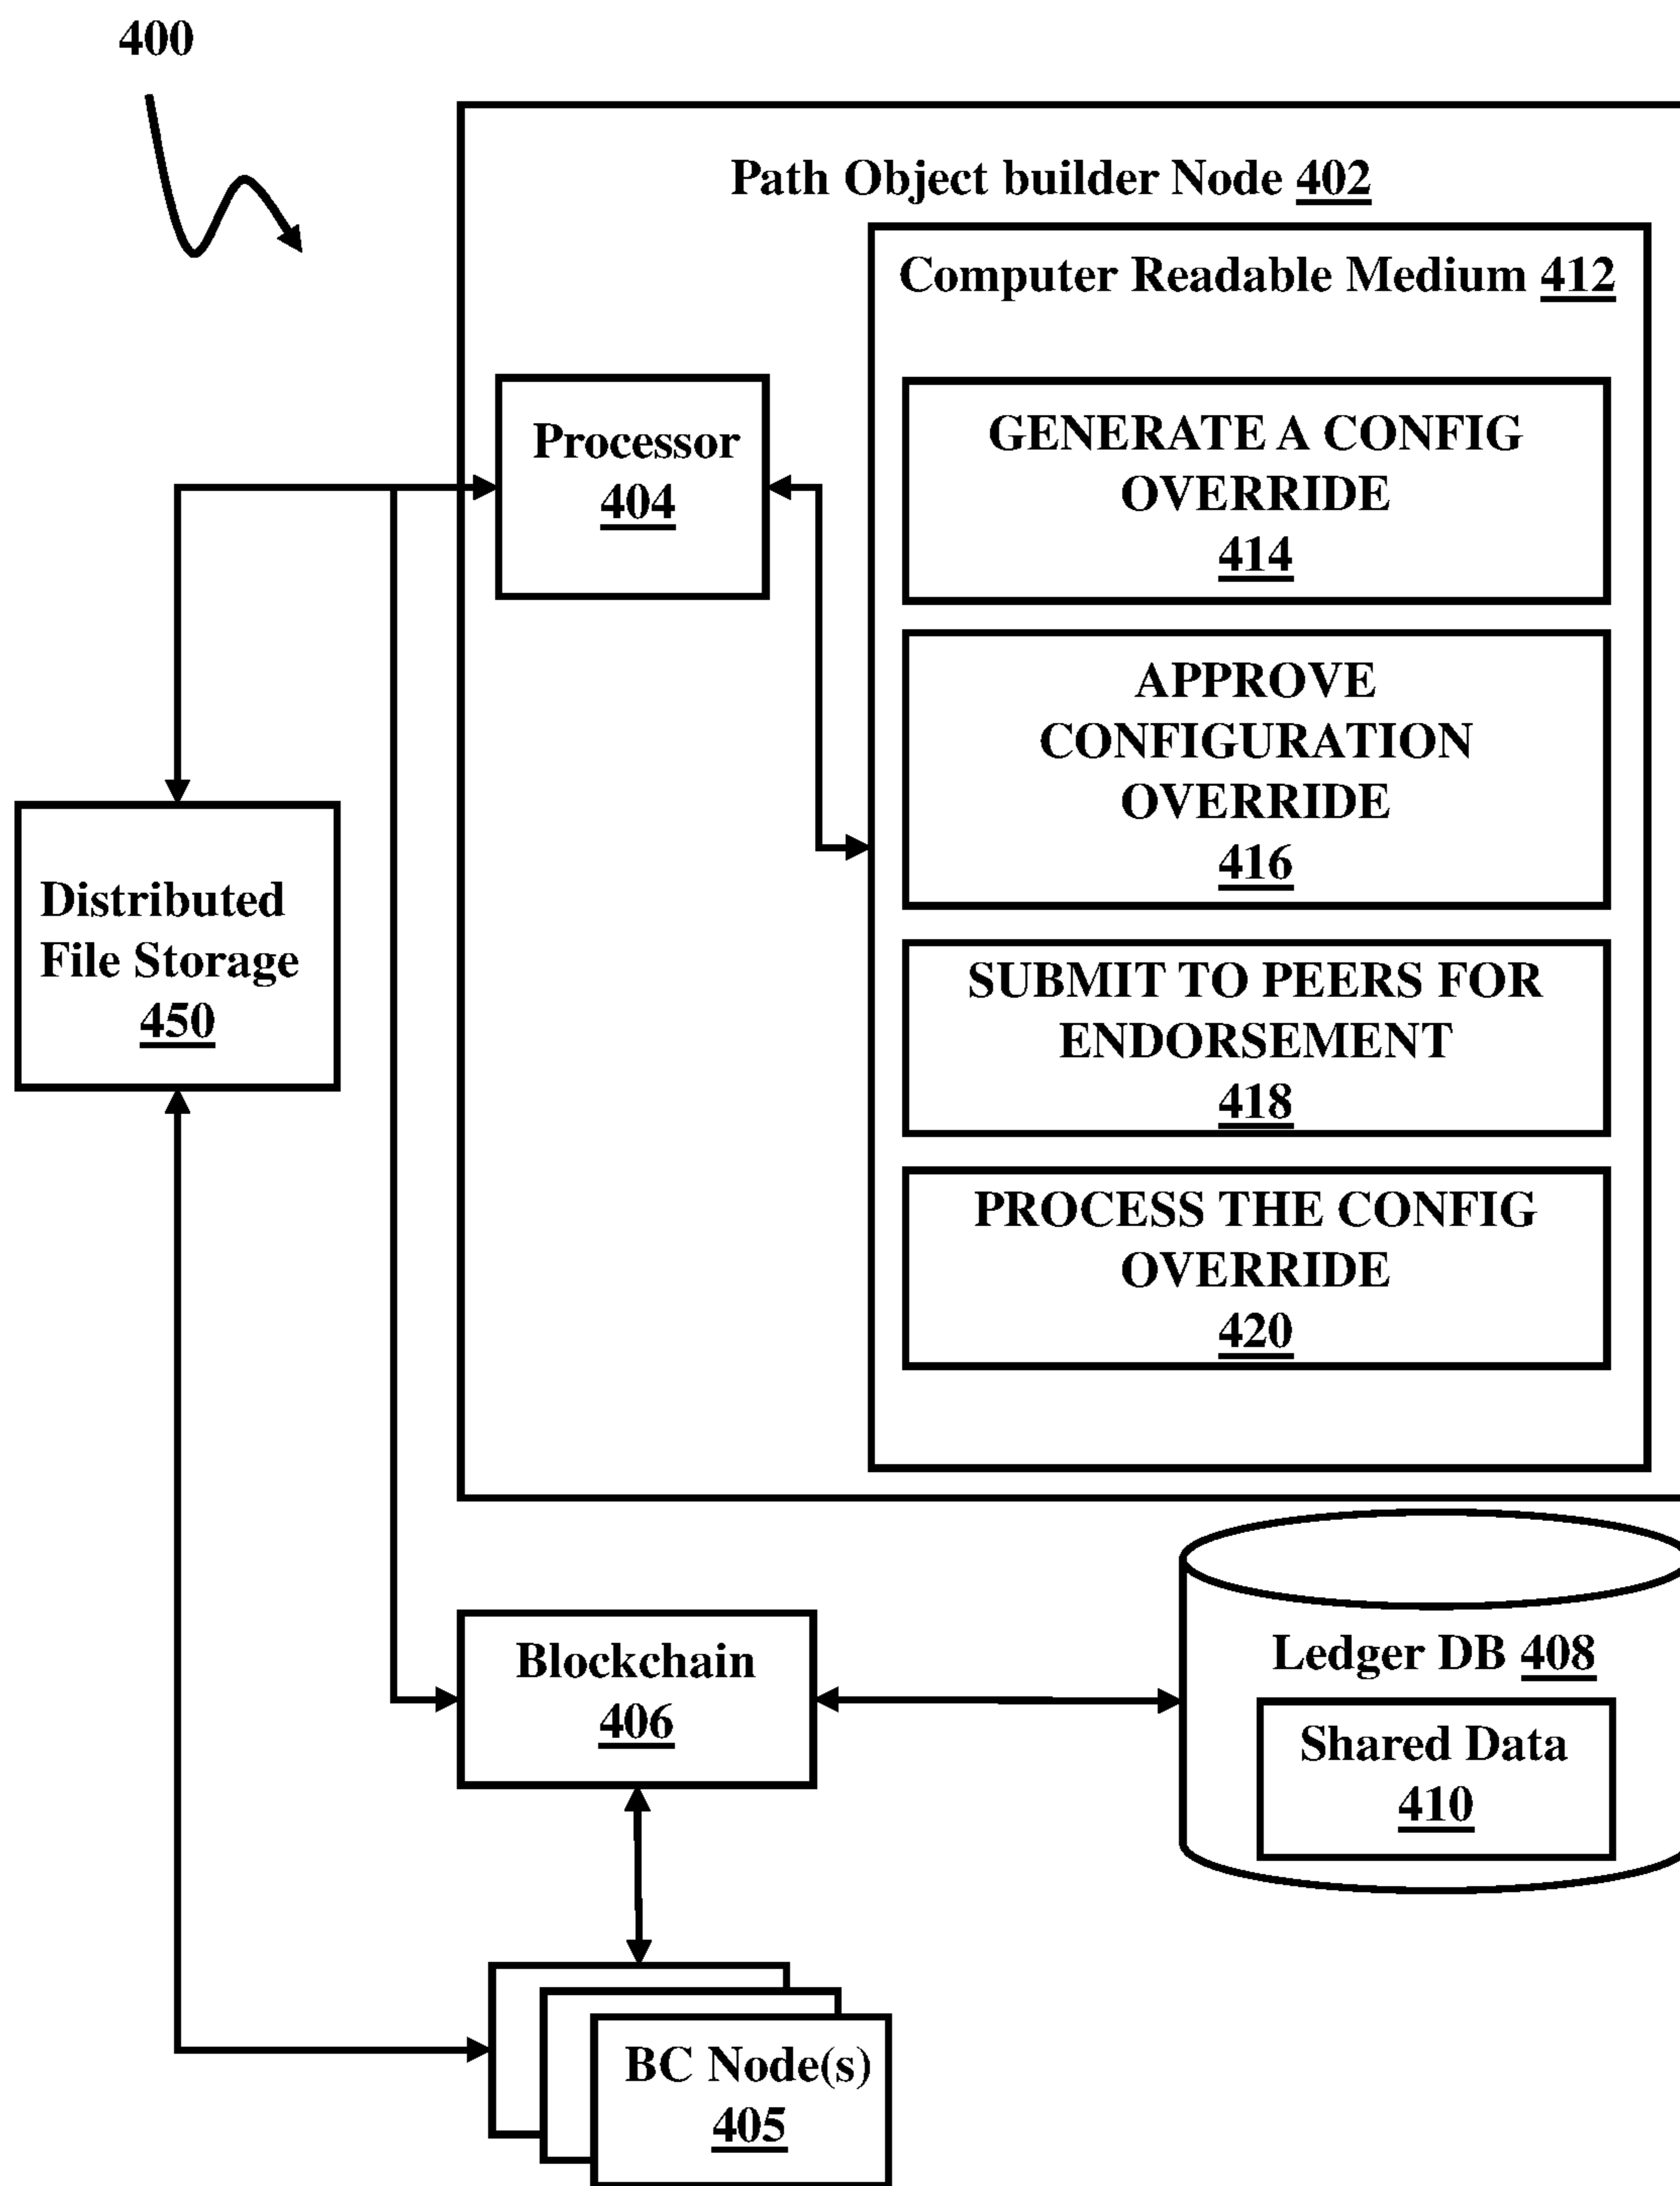 400
Path Object builder Node 402
Computer Readable Medium 412
Processor
404
GENERATE A CONFIG
OVERRIDE
414
APPROVE
CONFIGURATION
OVERRIDE
416
Distributed
File Storage
450
SUBMIT TO PEERS FOR
ENDORSEMENT
418
PROCESS THE CONFIG
OVERRIDE
420
Blockchain
406
Ledger DB 408
Shared Data
410
BC Node(s)
405